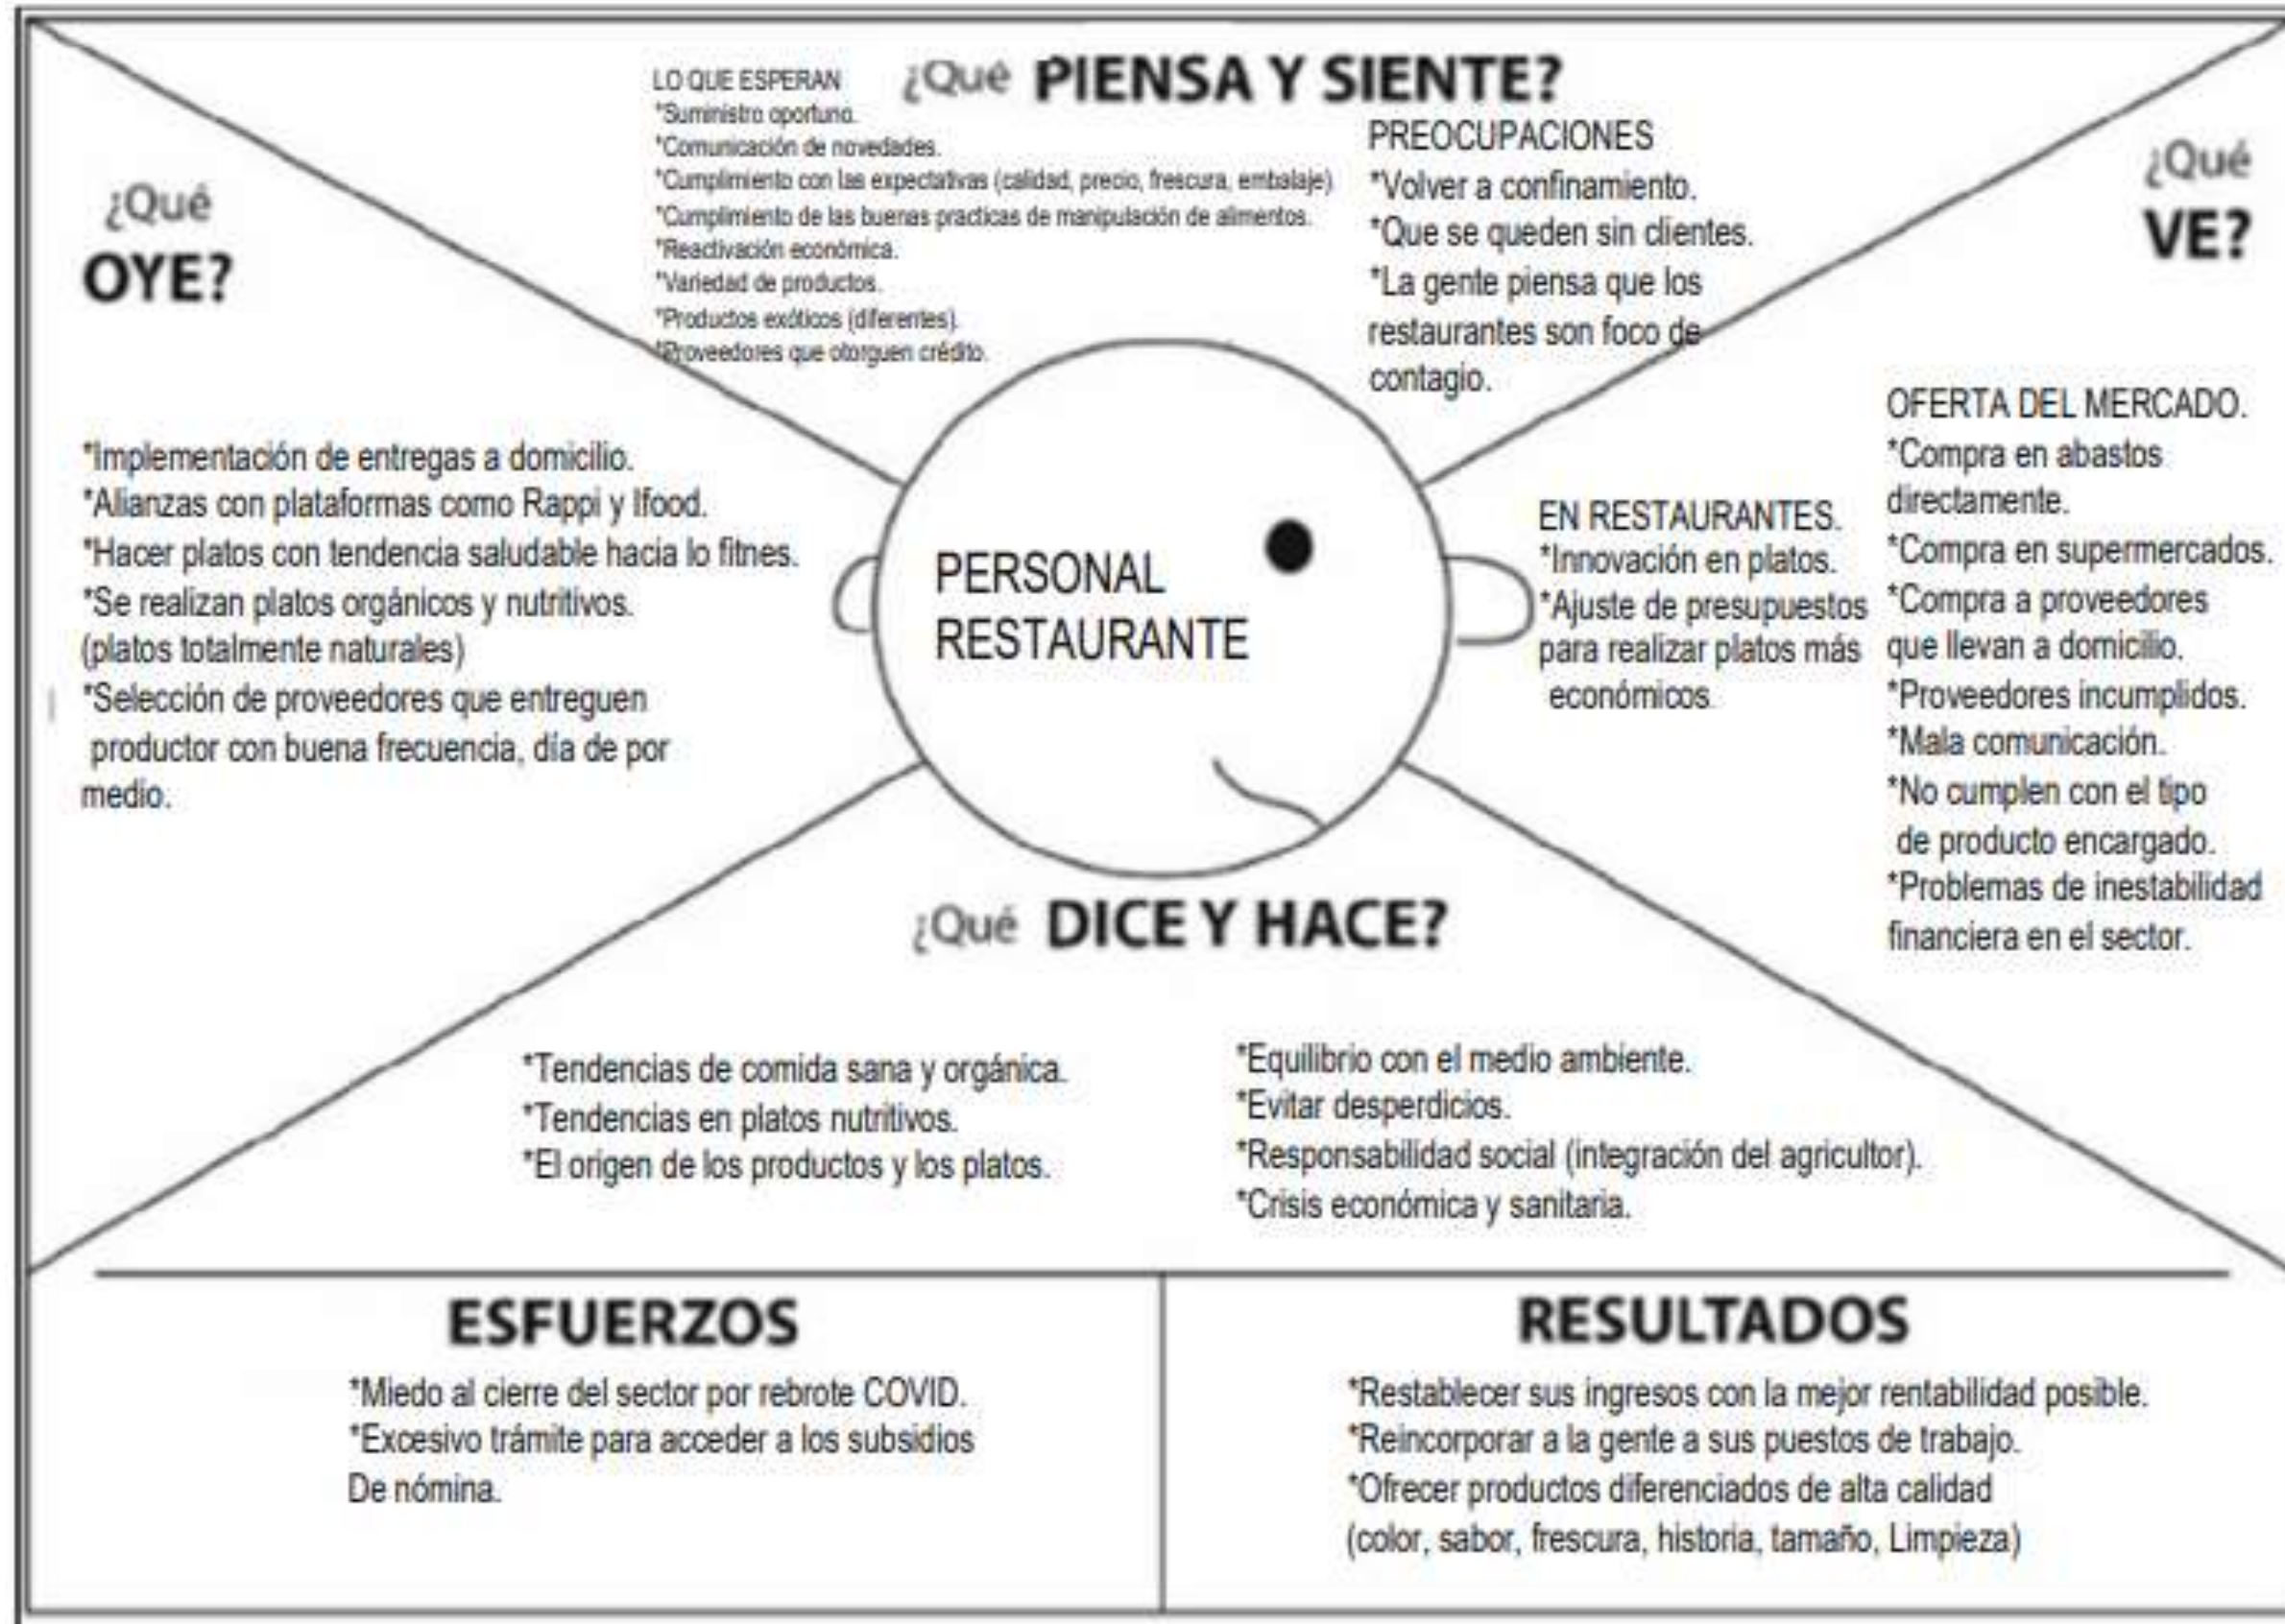 ¿Qué PIENSA Y SIENTE?
LO QUE ESPERAN
*Suministro oportuno.
*Comunicación de novedades.
*Cumplimiento con las expectativas (calidad, precio, frescura, embalaje)
*Cumplimiento de las buenas practicas de manipulación de alimentos.
*Reactivación económica.
*Variedad de productos.
*Productos exóticos (diferentes).
*Proveedores que otorguen crédito.
PREOCUPACIONES
*Volver a confinamiento.
*Que se queden sin clientes.
*La gente piensa que los
restaurantes son foco de
contagio.
¿Qué
OYE?
*Implementación de entregas a domicilio.
*Alianzas con plataformas como Rappi y Ifood.
*Hacer platos con tendencia saludable hacia lo fitnes.
*Se realizan platos orgánicos y nutritivos.
(platos totalmente naturales)
*Selección de proveedores que entreguen
productor con buena frecuencia, día de por
medio.
PERSONAL
RESTAURANTE
¿Qué
VE?
EN RESTAURANTES.
*Innovación en platos.
*Ajuste de presupuestos
para realizar platos más
económicos.
OFERTA DEL MERCADO.
*Compra en abastos
directamente.
*Compra en supermercados.
*Compra a proveedores
que llevan a domicilio.
*Proveedores incumplidos.
*Mala comunicación.
*No cumplen con el tipo
de producto encargado.
*Problemas de inestabilidad
financiera en el sector.
¿Qué DICE Y HACE?
*Tendencias de comida sana y orgánica.
*Tendencias en platos nutritivos.
*El origen de los productos y los platos.
*Equilibrio con el medio ambiente.
*Evitar desperdicios.
*Responsabilidad social (integración del agricultor).
*Crisis económica y sanitaria.
ESFUERZOS
*Miedo al cierre del sector por rebrote COVID.
*Excesivo trámite para acceder a los subsidios
De nómina.
RESULTADOS
*Restablecer sus ingresos con la mejor rentabilidad posible.
*Reincorporar a la gente a sus puestos de trabajo.
*Ofrecer productos diferenciados de alta calidad
(color, sabor, frescura, historia, tamaño, Limpieza)